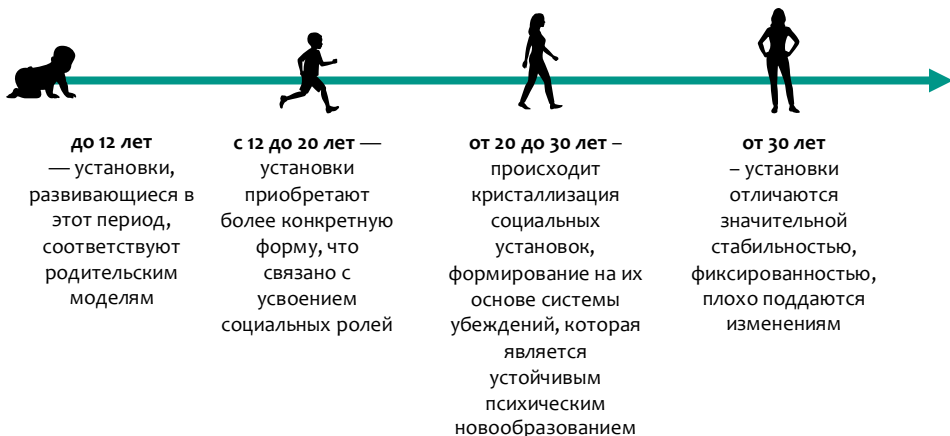 до 12 лет
— установки,
развивающиеся в
этот период,
соответствуют
родительским
моделям
с 12 до 20 лет —
установки
приобретают
более конкретную
форму, что
связано с
усвоением
социальных ролей
от 20 до 30 лет –
происходит
кристаллизация
социальных
установок,
формирование на их
основе системы
убеждений, которая
является
устойчивым
психическим
новообразованием
от 30 лет
– установки
отличаются
значительной
стабильностью,
фиксированностью,
плохо поддаются
изменениям